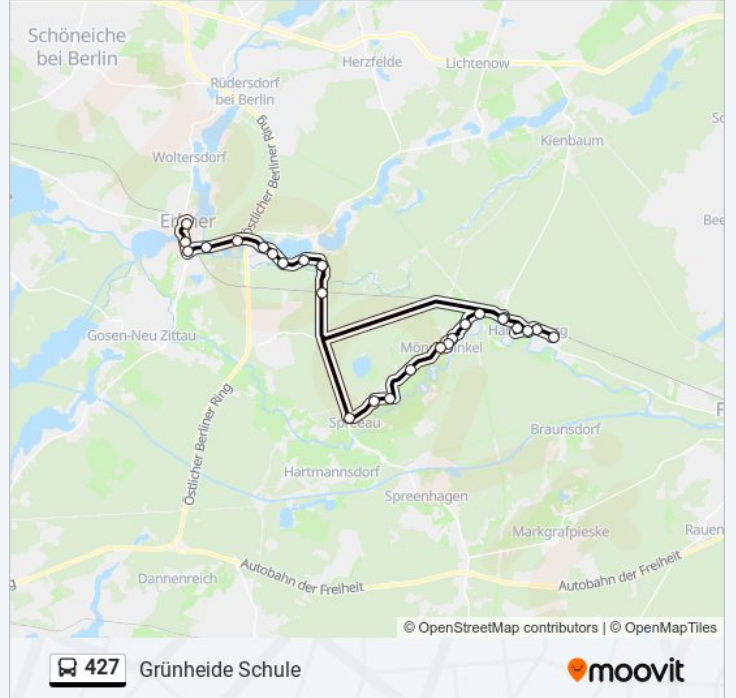 Schöneiche
bei Berlin
Herzfelde
Lichtenow
Rüdersdorf
bei Berlin
Östlicher Berliner Ring
Kienbaum
Woltersdorf
Gosen-Neu Zittau
Östlicher Berliner Ring
Spreeau
Braunsdorf
Hartmannsdorf
Spreenhagen
Markgrafpieske
Rauen
Dannenreich
Autobahn der Freiheit
Autobahn der Freiheit
© OpenStreetMap contributors | © OpenMapTiles
427 Grünheide Schule
moovit